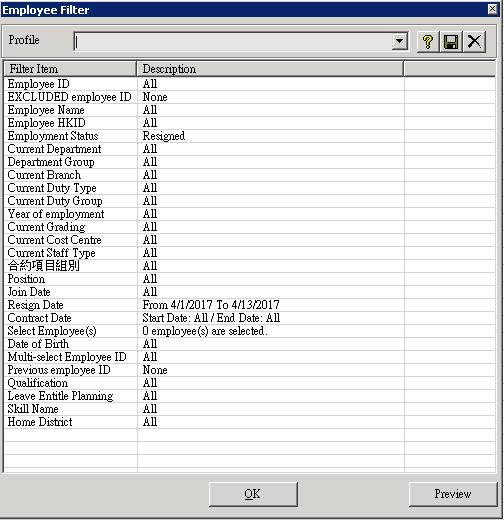 Employee Filter
Profile
Filter Item Description
Employee ID All
EXCLUDED employee ID None
Employee Name All
Employee HKID All
Employment Status Resigned
Current Department All
Department Group All
Current Branch All
Current Duty Type All
Current Duty Group All
Year of employment All
Current Grading All
Current Cost Centre All
Current Staff Type All
合約項目組別 All
Position All
Join Date All
Resign Date From 4/1/2017 To 4/13/2017
Contract Date Start Date: All / End Date: All
Select Employee(s) 0 employee(s) are selected.
Date of Birth All
Multi-select Employee ID All
Previous employee ID None
Qualification All
Leave Entitle Planning All
Skill Name All
Home District All
OK Preview